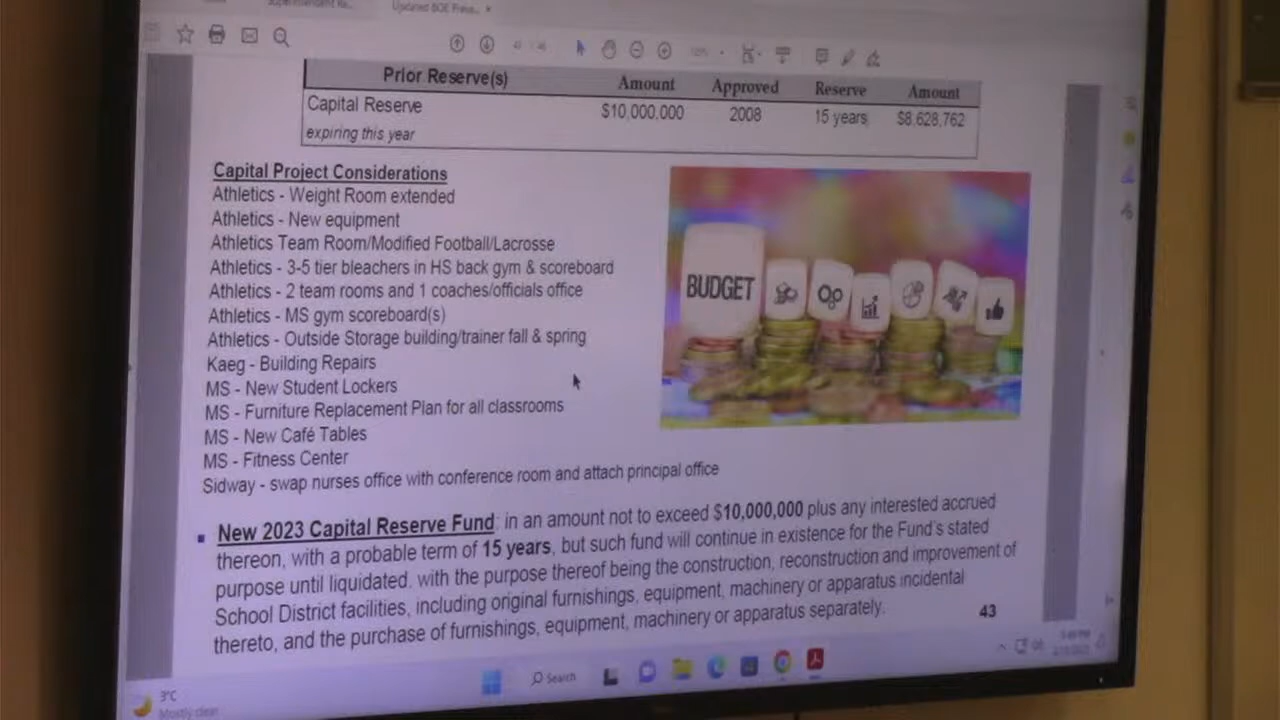 Updated BOE
Prior Reserve(s) Amount Approved Reserve Amount
Capital Reserve $10,000,000 2008 15 years $8,628,762
expiring this year
Capital Project Considerations
Athletics - Weight Room extended
Athletics - New equipment
Athletics Team Room/Modified Football/Lacrosse
Athletics - 3-5 tier bleachers in HS back gym & scoreboard
Athletics - 2 team rooms and 1 coaches/officials office
Athletics - MS gym scoreboard(s)
Athletics - Outside Storage building/trainer fall & spring
Kaeg - Building Repairs
MS - New Student Lockers
MS - Furniture Replacement Plan for all classrooms
MS - New Café Tables
MS - Fitness Center
Sidway - swap nurses office with conference room and attach principal office
BUDGET
▪ New 2023 Capital Reserve Fund: in an amount not to exceed $10,000,000 plus any interested accrued
thereon, with a probable term of 15 years, but such fund will continue in existence for the Fund's stated
purpose until liquidated. with the purpose thereof being the construction, reconstruction and improvement of
School District facilities, including original furnishings, equipment, machinery or apparatus incidental
thereto, and the purchase of furnishings, equipment, machinery or apparatus separately.
43
Search
3°C
Mostly clear